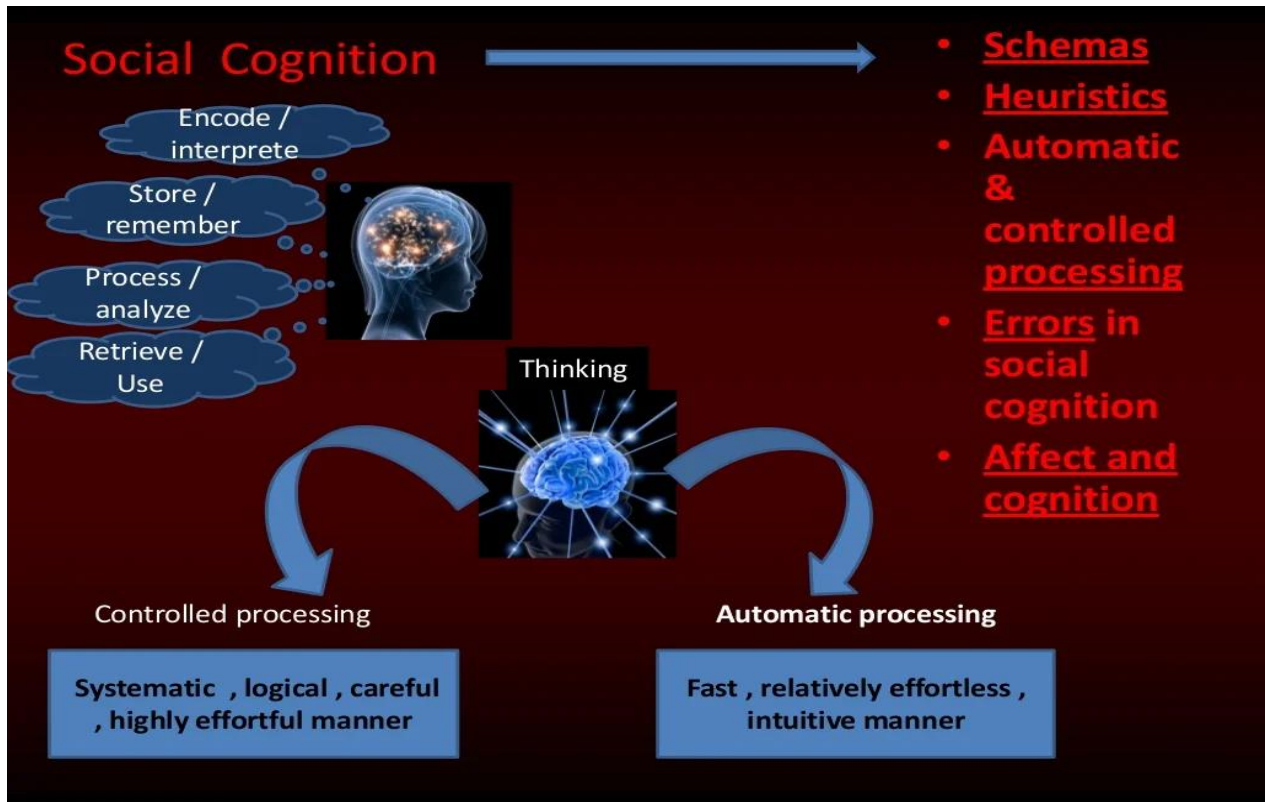 Social Cognition
Encode /
interprete
Store /
remember
Process /
analyze
Retrieve /
Use
• Schemas
• Heuristics
• Automatic
&
controlled
processing
• Errors in
social
cognition
• Affect and
cognition
Thinking
Controlled processing
Systematic , logical , careful
, highly effortful manner
Automatic processing
Fast , relatively effortless ,
intuitive manner